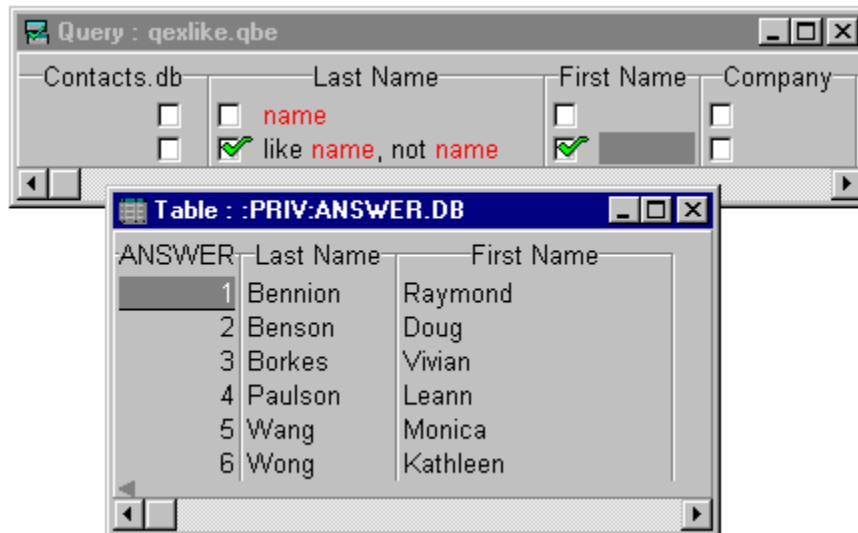 Query : qexlike.qbe
Contacts.db Last Name First Name Company
name
like name, not name
Table : :PRIV:ANSWER.DB
ANSWER Last Name First Name
1 Bennion Raymond
2 Benson Doug
3 Borkes Vivian
4 Paulson Leann
5 Wang Monica
6 Wong Kathleen